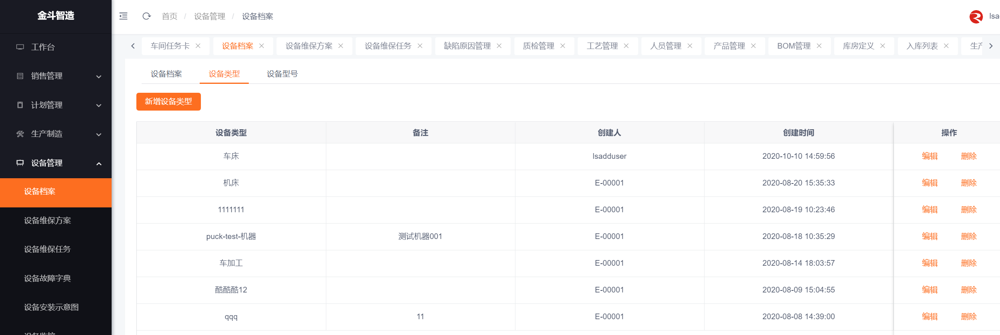 金斗智造
首页 / 设备管理 / 设备档案
lsa
工作台
销售管理
计划管理
生产制造
设备管理
设备档案
设备维保方案
设备维保任务
设备故障字典
设备安装示意图
车间任务卡 设备档案 设备维保方案 设备维保任务 缺陷原因管理 质检管理 工艺管理 人员管理 产品管理 BOM管理 库房定义 入库列表 生产
设备档案 设备类型 设备型号
新增设备类型
设备类型 备注 创建人 创建时间 操作
车床 lsadduser 2020-10-10 14:59:56 编辑 删除
机床 E-00001 2020-08-20 15:35:33 编辑 删除
1111111 E-00001 2020-08-19 10:23:46 编辑 删除
puck-test-机器 测试机器001 E-00001 2020-08-18 10:35:29 编辑 删除
车加工 E-00001 2020-08-14 18:03:57 编辑 删除
酷酷酷12 E-00001 2020-08-09 15:04:55 编辑 删除
qqq 11 E-00001 2020-08-08 14:39:00 编辑 删除